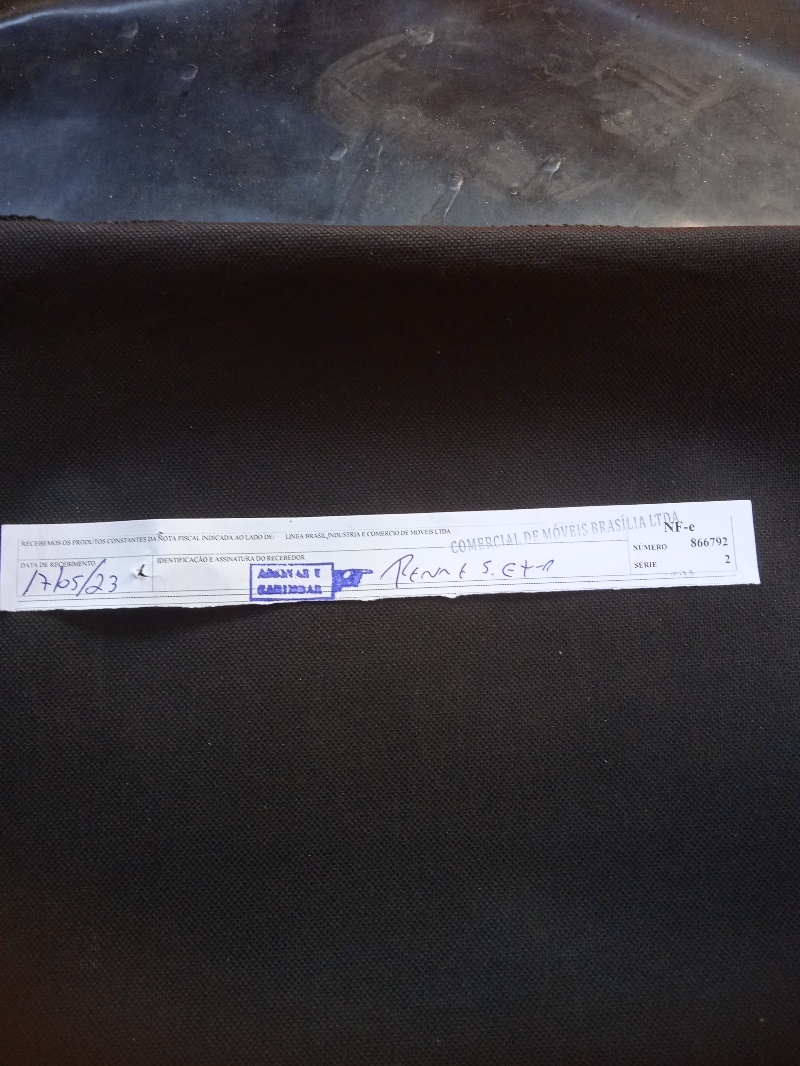 RECEBEMOS OS PRODUTOS CONSTANTES DA NOTA FISCAL INDICADA AO LADO DE: LINEA BRASIL INDUSTRIA E COMERCIO DE MOVEIS LTDA
COMERCIAL DE MÓVEIS BRASÍLIA LTDA
NF-e
NÚMERO 866792
SÉRIE 2
DATA DE RECEBIMENTO
17/05/23
IDENTIFICAÇÃO E ASSINATURA DO RECEBEDOR
ASSINAR E
CARIMBAR